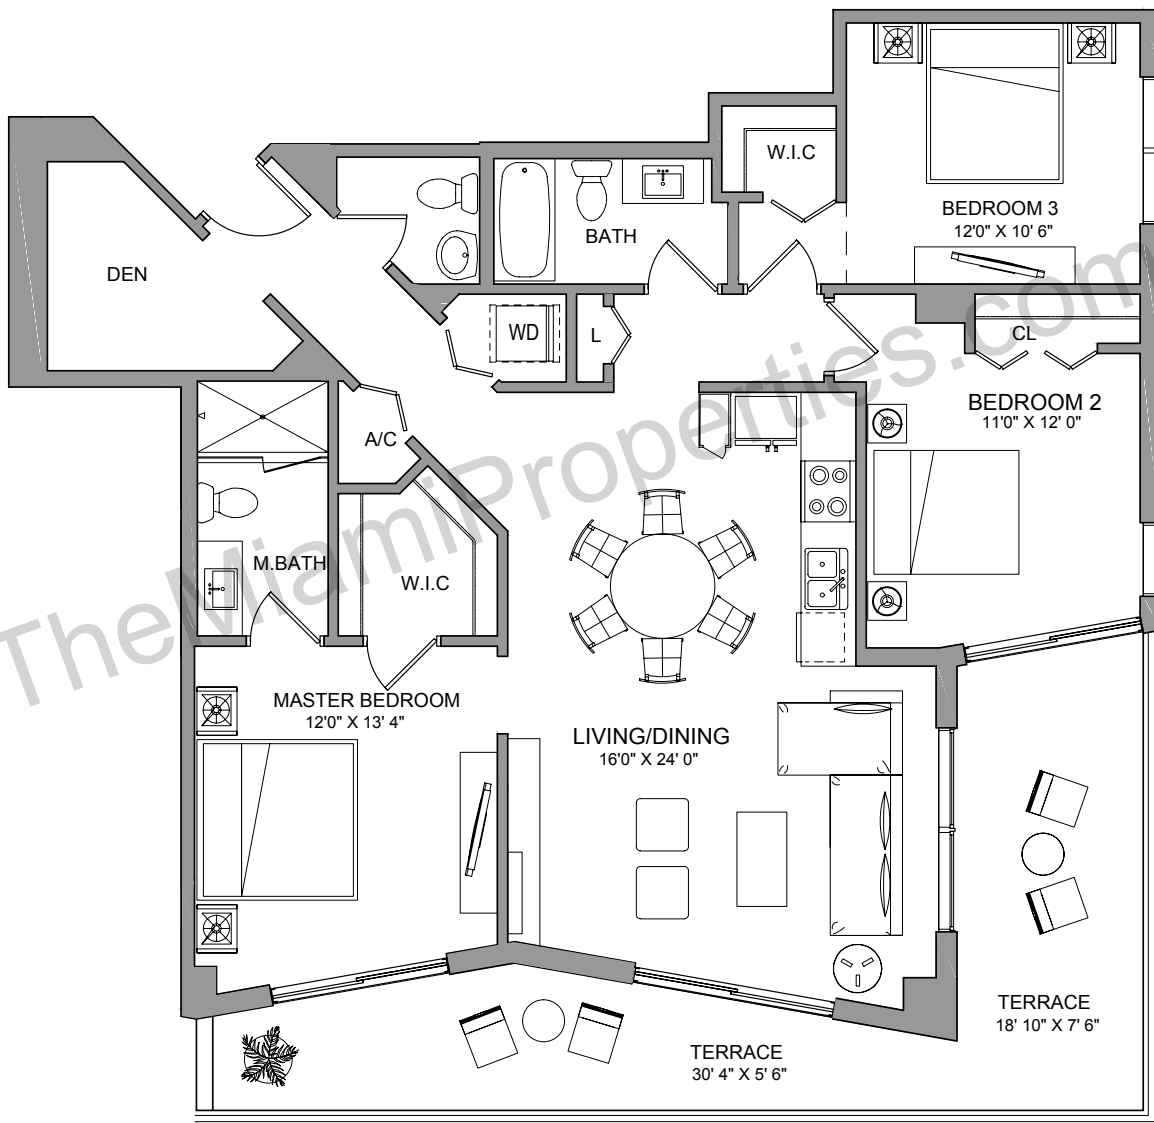 W.I.C
BEDROOM 3
12'0" X 10' 6"
BATH
DEN
WD
L
CL
BEDROOM 2
11'0" X 12' 0"
A/C
M.BATH
W.I.C
MASTER BEDROOM
12'0" X 13' 4"
LIVING/DINING
16'0" X 24' 0"
TERRACE
18' 10" X 7' 6"
TERRACE
30' 4" X 5' 6"
TheMiamiProperties.com